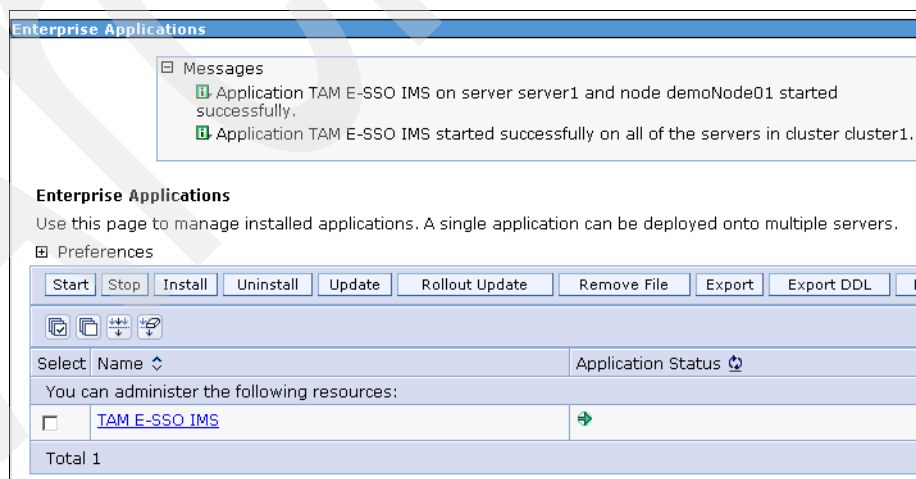 Enterprise Applications
Messages
Application TAM E-SSO IMS on server server1 and node demoNode01 started
successfully.
Application TAM E-SSO IMS started successfully on all of the servers in cluster cluster1.
Enterprise Applications
Use this page to manage installed applications. A single application can be deployed onto multiple servers.
Preferences
Start Stop Install Uninstall Update Rollout Update Remove File Export Export DDL
Select Name Application Status
You can administer the following resources:
TAM E-SSO IMS
Total 1